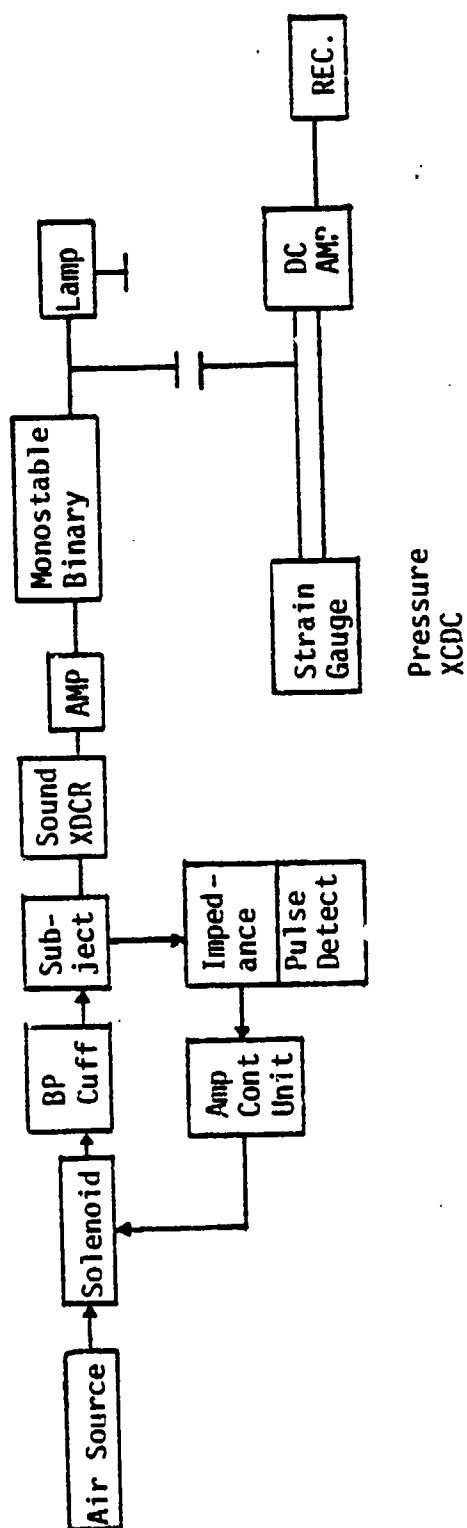 Air Source
Solenoid
BP
Cuff
Sub-
ject
Sound
XDCR
AMP
Monostable
Binary
Lamp
Amp
Cont
Unit
Imped-
ance
Pulse
Detect
Strain
Gauge
DC
AMP
REC.
Pressure
XCDC